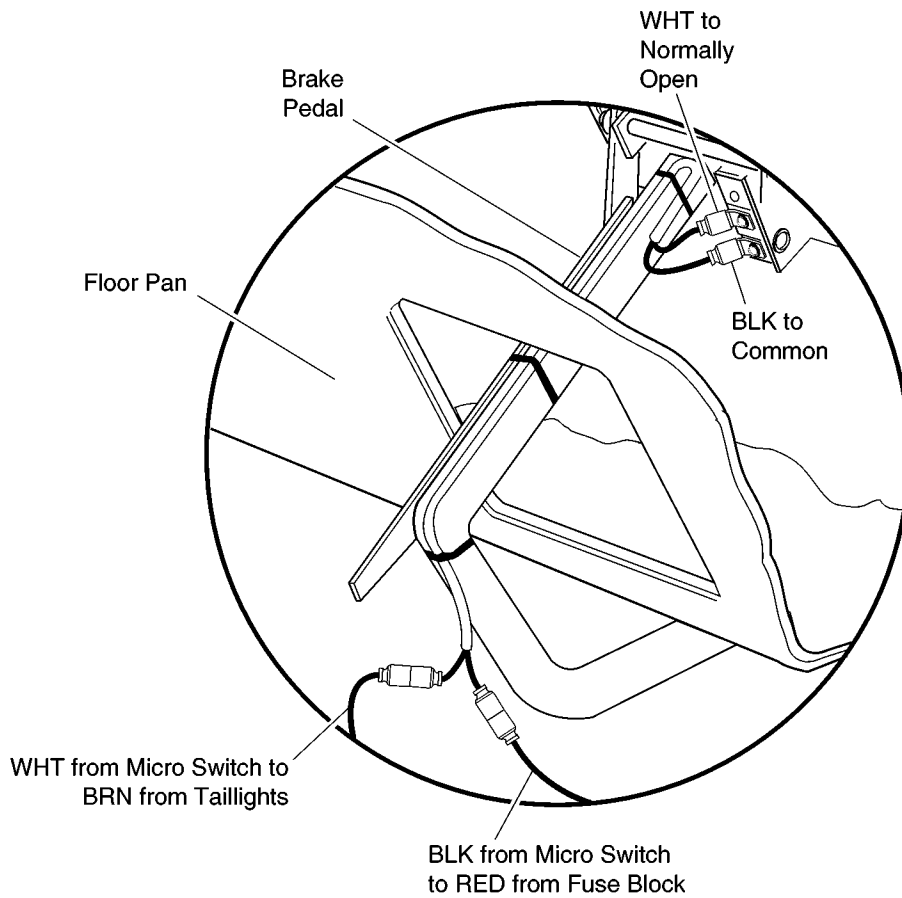 WHT to
Normally
Open
Brake
Pedal
Floor Pan
BLK to
Common
WHT from Micro Switch to
BRN from Taillights
BLK from Micro Switch
to RED from Fuse Block